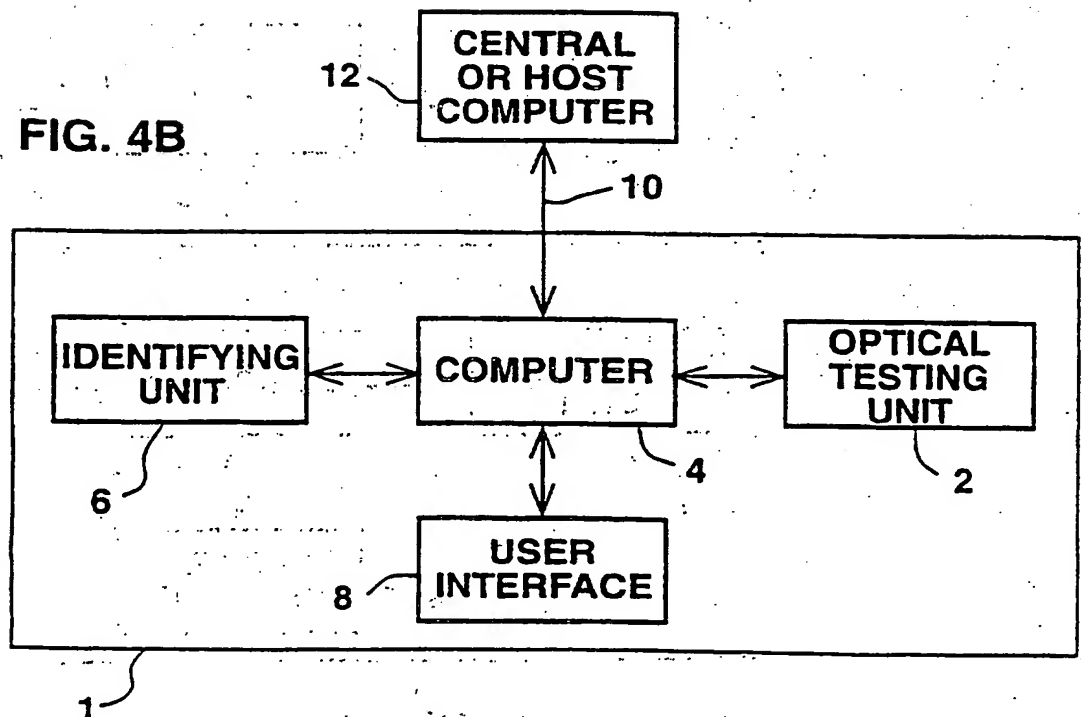 CENTRAL
OR HOST
COMPUTER
12
FIG. 4B
10
IDENTIFYING
UNIT
COMPUTER
OPTICAL
TESTING
UNIT
6
4
2
USER
INTERFACE
8
1